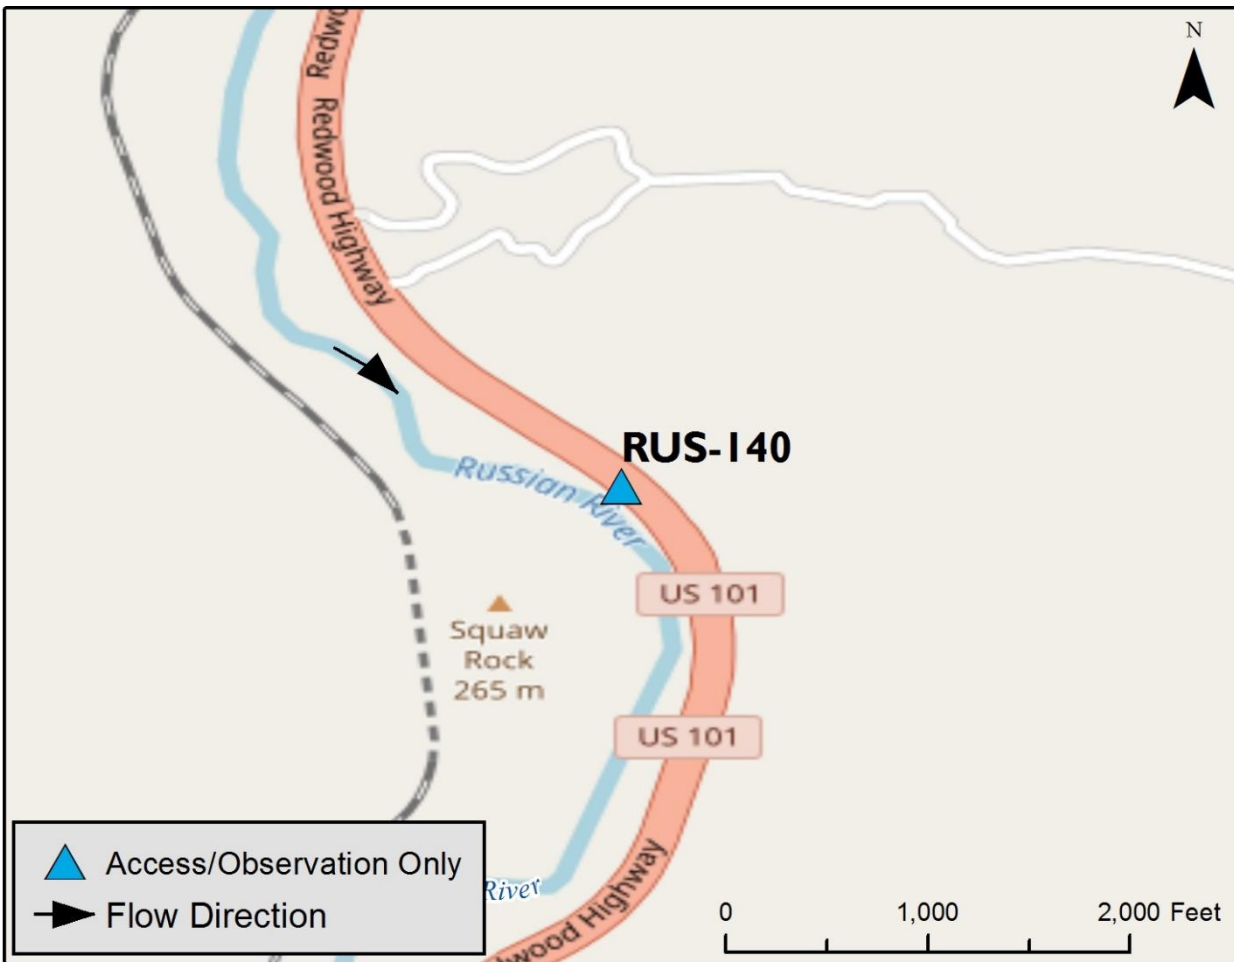 N
Redwo
Redwood Highway
RUS-140
Russian River
US 101
Squaw
Rock
265 m
US 101
Access/Observation Only
Flow Direction
River
dwood Highway
0 1,000 2,000 Feet